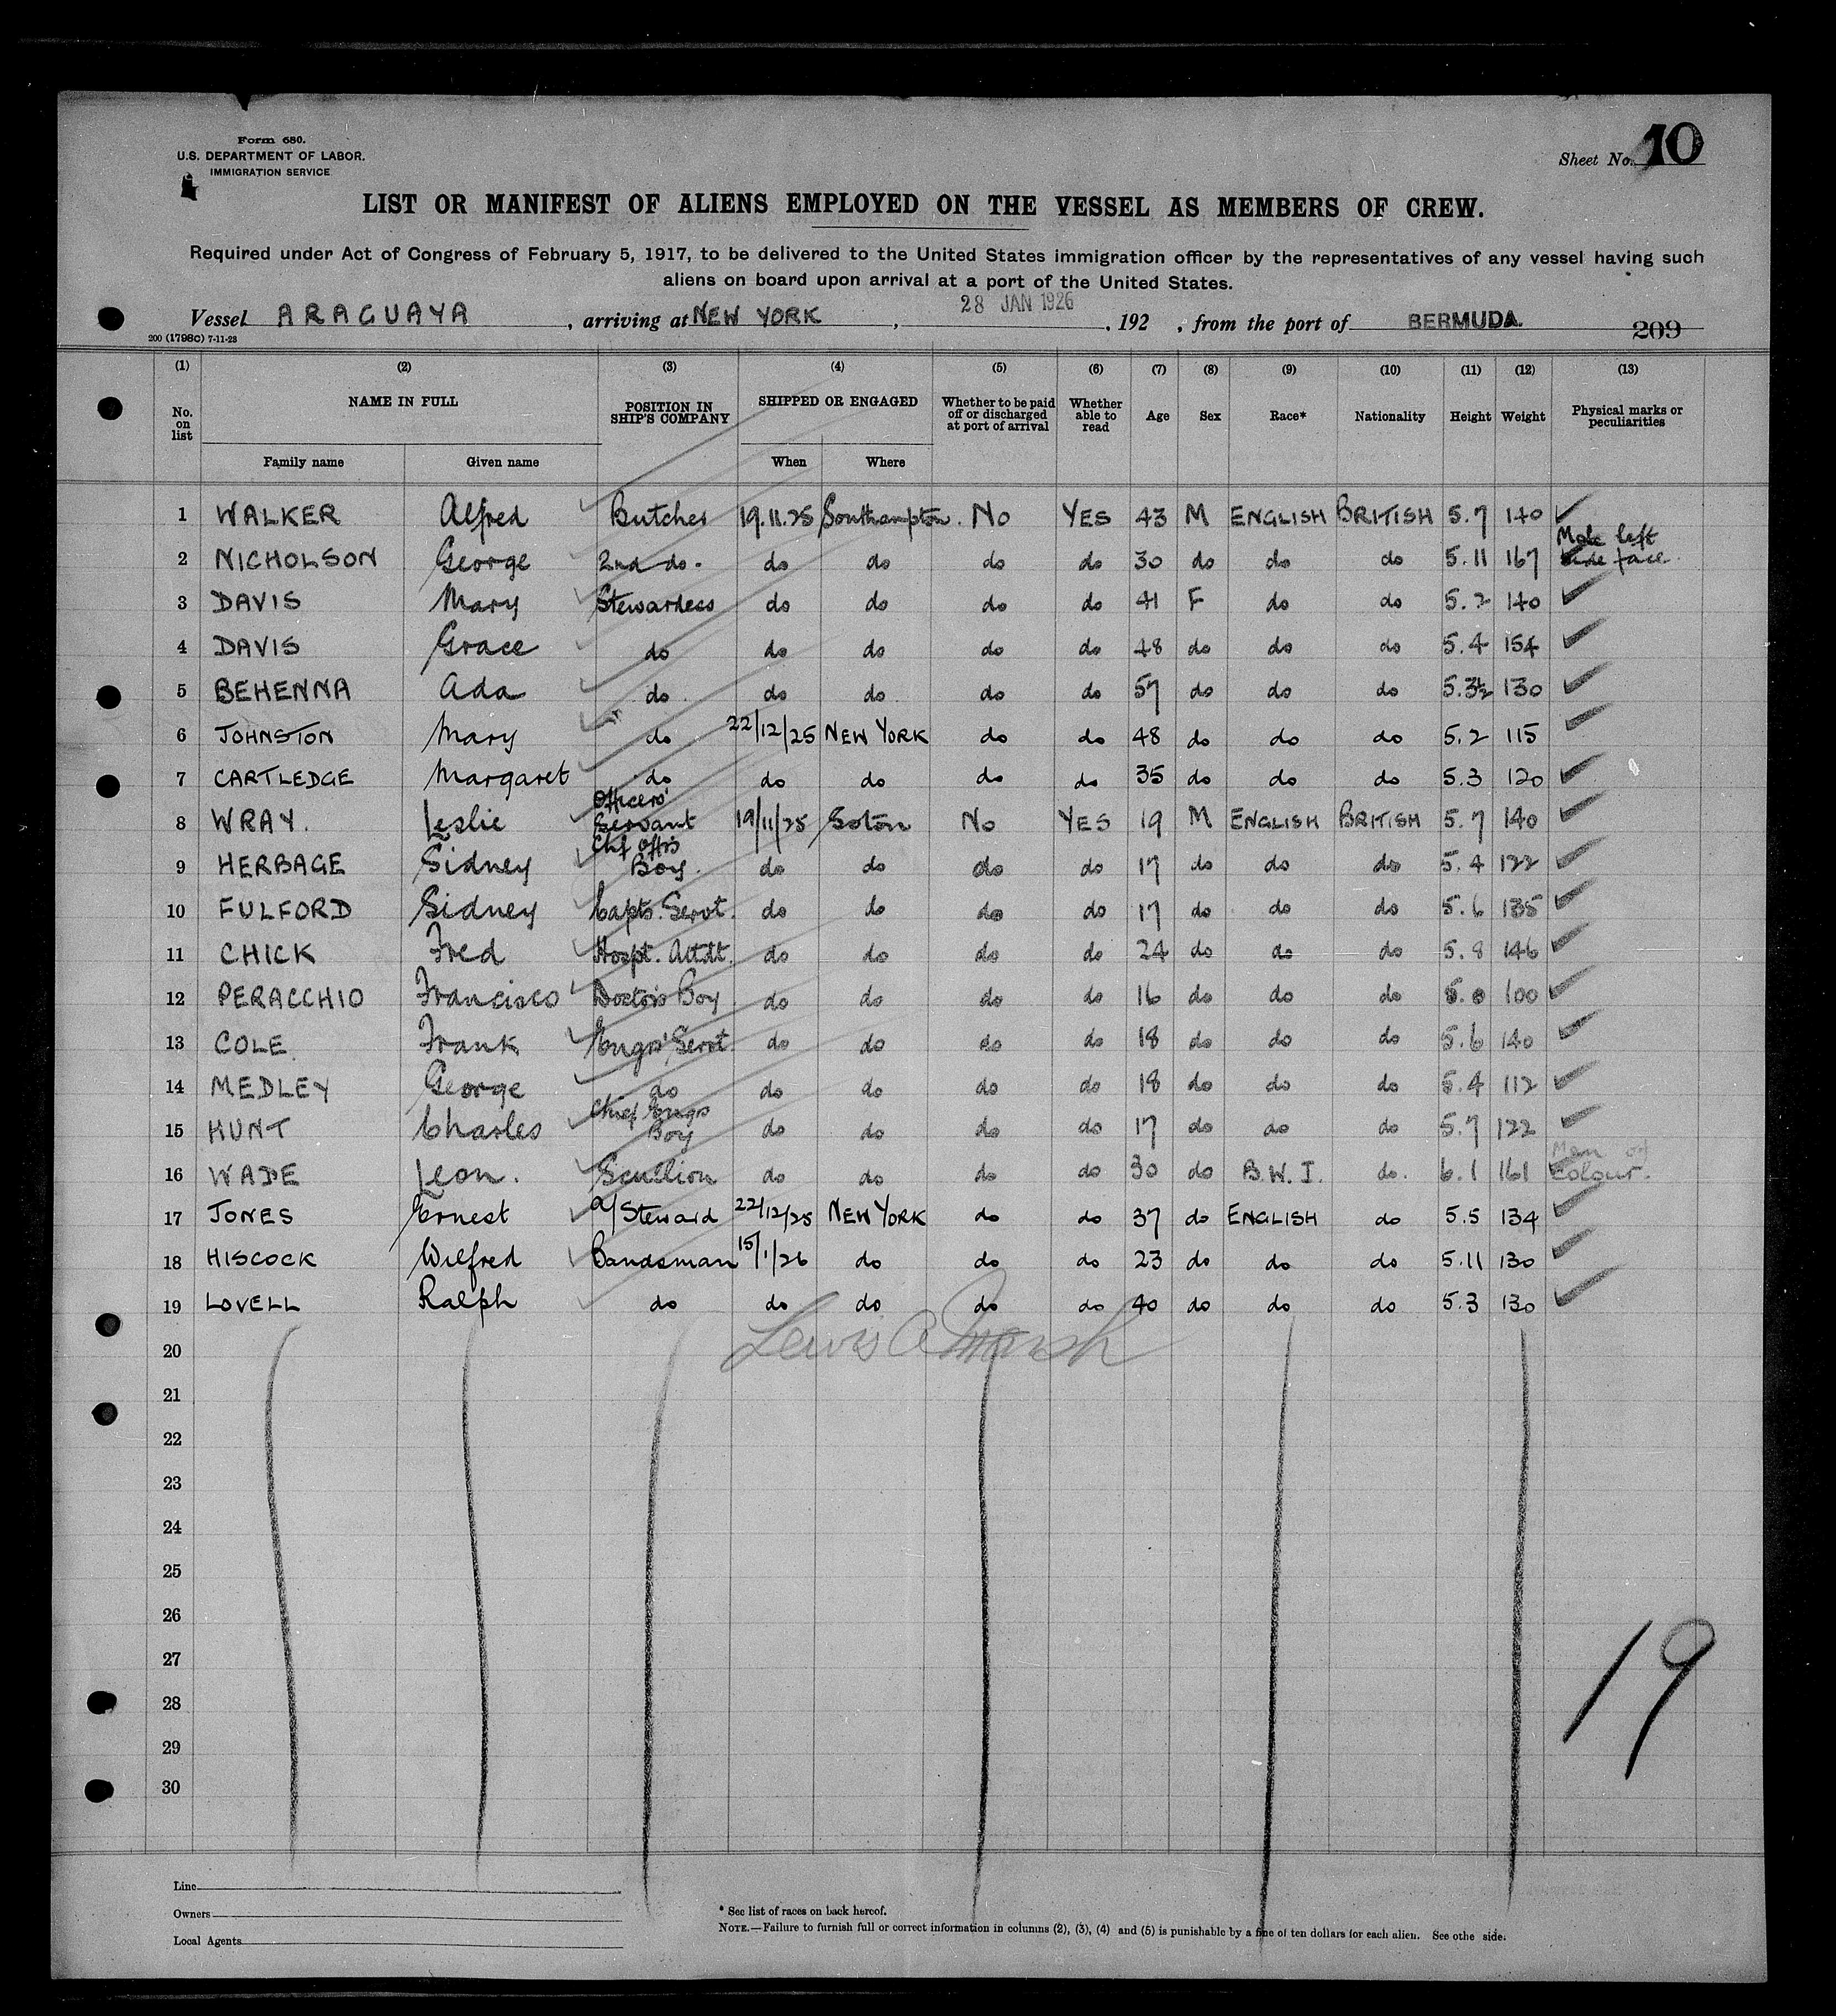 Form 680.
U.S. DEPARTMENT OF LABOR.
IMMIGRATION SERVICE
Sheet No. 10
LIST OR MANIFEST OF ALIENS EMPLOYED ON THE VESSEL AS MEMBERS OF CREW.
Required under Act of Congress of February 5, 1917, to be delivered to the United States immigration officer by the representatives of any vessel having such
aliens on board upon arrival at a port of the United States.
Vessel ARAGUAYA, arriving at NEW YORK, 28 JAN 1926, 192 , from the port of BERMUDA. 209
200 (1798C) 7-11-23
(1) (2) (3) (4) (5) (6) (7) (8) (9) (10) (11) (12) (13)
No. on list NAME IN FULL POSITION IN SHIP'S COMPANY SHIPPED OR ENGAGED Whether to be paid off or discharged at port of arrival Whether able to read Age Sex Race* Nationality Height Weight Physical marks or peculiarities
Family name Given name When Where
1 WALKER Alfred Butcher 19.11.25 Southampton. No YES 43 M ENGLISH BRITISH 5.7 140
2 NICHOLSON George 2nd do. do do do do 30 do do do 5.11 167 Mole left side face.
3 DAVIS Mary Stewardess do do do do 41 F do do 5.2 140
4 DAVIS Grace do do do do do 48 do do do 5.4 154
5 BEHENNA Ada do do do do do 57 do do do 5.3½ 130
6 JOHNSTON Mary do 22/12/25 NEW YORK do do 48 do do do 5.2 115
7 CARTLEDGE Margaret do do do do do 35 do do do 5.3 120
8 WRAY. Leslie Officers' Servant 19/11/25 Soton No YES 19 M ENGLISH BRITISH 5.7 140
9 HERBAGE Sidney Chf Offrs Boy. do do do do 17 do do do 5.4 122
10 FULFORD Sidney Capts. Servt. do do do do 17 do do do 5.6 135
11 CHICK Fred Hospt. Attdt. do do do do 24 do do do 5.8 146
12 PERACCHIO Francisco Doctors Boy do do do do 16 do do do 5.0 100
13 COLE Frank Engrs' Servt. do do do do 18 do do do 5.6 140
14 MEDLEY George do do do do do 18 do do do 5.4 112
15 HUNT Charles Chief Engrs Boy do do do do 17 do do do 5.7 122
16 WADE Leon. Scullion do do do do 30 do B.W.I. do. 6.1 161 Man of Colour.
17 JONES Ernest a/Steward 22/12/25 NEW YORK do do 37 do ENGLISH do 5.5 134
18 HISCOCK Wilfred Bandsman 15/1/26 do do do 23 do do do 5.11 130
19 LOVELL Ralph do do do do do 40 do do do 5.3 130
20
21
22
23
24
25
26
27
28
29
30
19
Line
Owners
Local Agents
* See list of races on back hereof.
NOTE.—Failure to furnish full or correct information in columns (2), (3), (4) and (5) is punishable by a fine of ten dollars for each alien. See othe side.